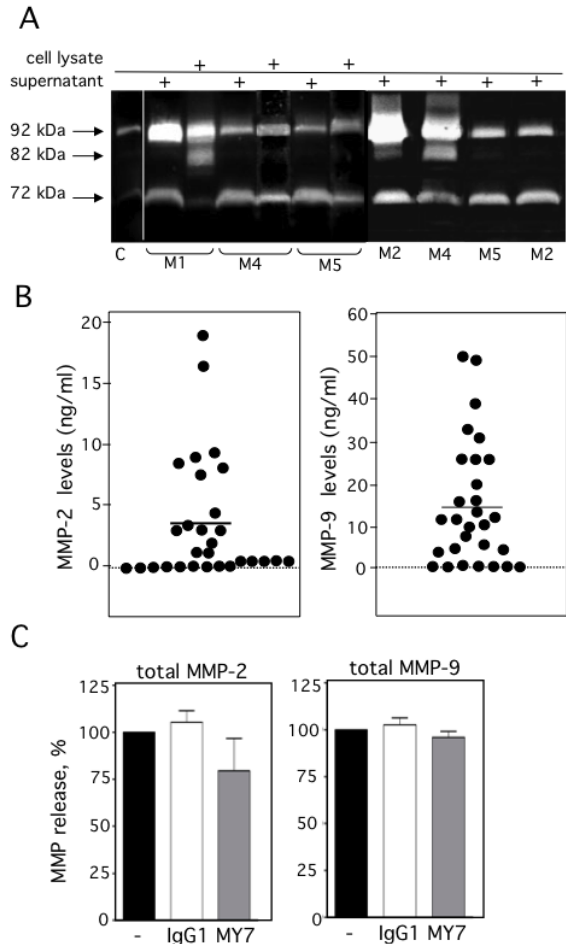 A
cell lysate + + +
supernatant + + + + + + +
92 kDa
82 kDa
72 kDa
C M1 M4 M5 M2 M4 M5 M2
B
MMP-2 levels (ng/ml)
20
15
10
5
0
MMP-9 levels (ng/ml)
60
50
40
30
20
10
0
C
total MMP-2
MMP release, %
125
100
75
50
25
0
- IgG1 MY7
total MMP-9
125
100
75
50
25
0
- IgG1 MY7